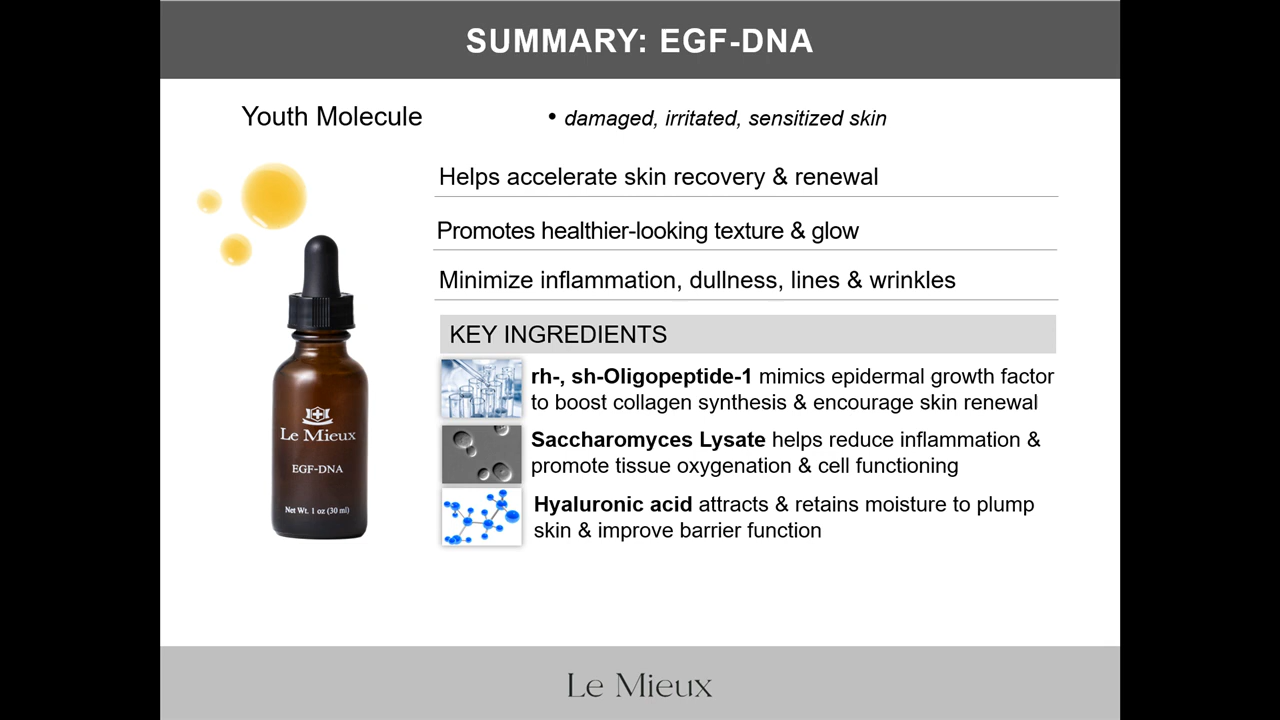 SUMMARY: EGF-DNA
Youth Molecule
• damaged, irritated, sensitized skin
Helps accelerate skin recovery & renewal
Promotes healthier-looking texture & glow
Minimize inflammation, dullness, lines & wrinkles
KEY INGREDIENTS
rh-, sh-Oligopeptide-1 mimics epidermal growth factor
to boost collagen synthesis & encourage skin renewal
Saccharomyces Lysate helps reduce inflammation &
promote tissue oxygenation & cell functioning
Hyaluronic acid attracts & retains moisture to plump
skin & improve barrier function
Le Mieux
EGF-DNA
Net Wt. 1 oz (30 ml)
Le Mieux